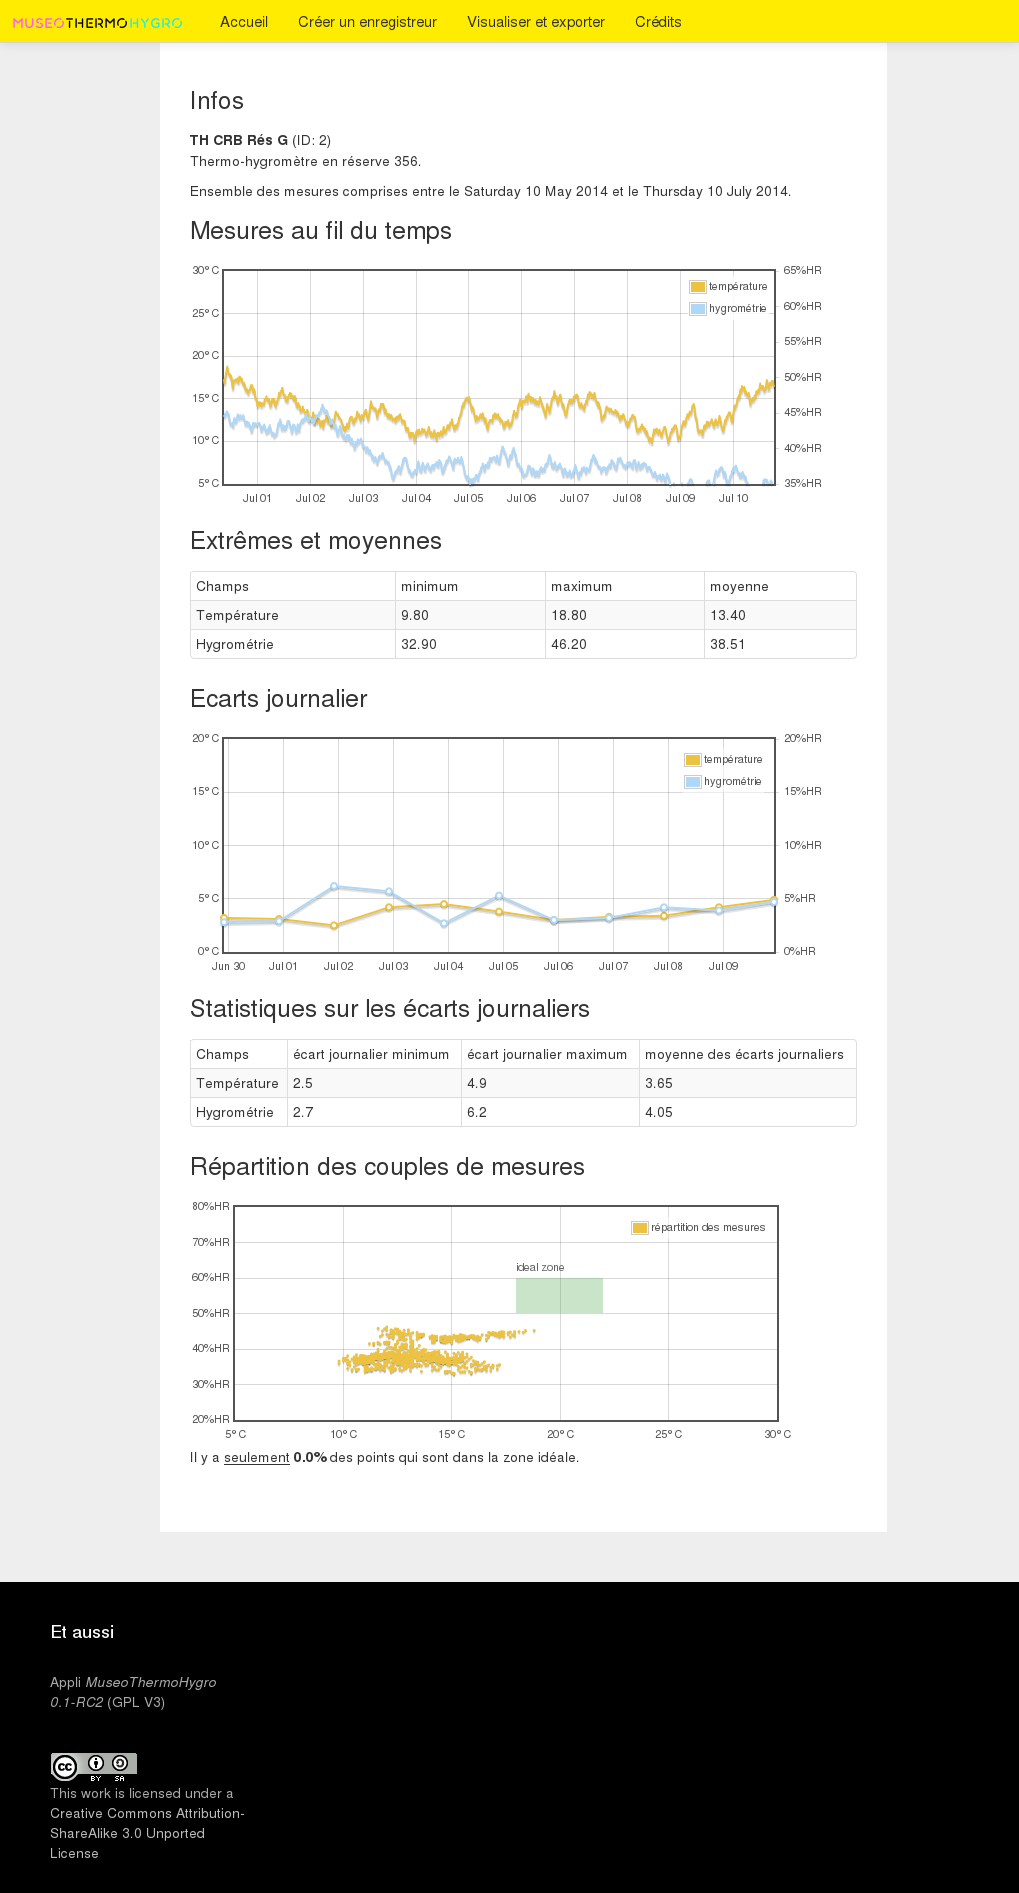 MUSEOTHERMOHYGRO Accueil Créer un enregistreur Visualiser et exporter Crédits
Infos
TH CRB Rés G (ID: 2)
Thermo-hygromètre en réserve 356.
Ensemble des mesures comprises entre le Saturday 10 May 2014 et le Thursday 10 July 2014.
Mesures au fil du temps
30° C 65%HR
température
25° C 60%HR
hygrométrie
20° C 55%HR
15° C 50%HR
10° C 45%HR
5° C 40%HR
35%HR
Jul 01 Jul 02 Jul 03 Jul 04 Jul 05 Jul 06 Jul 07 Jul 08 Jul 09 Jul 10
Extrêmes et moyennes
Champs minimum maximum moyenne
Température 9.80 18.80 13.40
Hygrométrie 32.90 46.20 38.51
Ecarts journalier
20° C 20%HR
température
hygrométrie
15° C 15%HR
10° C 10%HR
5° C 5%HR
0° C 0%HR
Jun 30 Jul 01 Jul 02 Jul 03 Jul 04 Jul 05 Jul 06 Jul 07 Jul 08 Jul 09
Statistiques sur les écarts journaliers
Champs écart journalier minimum écart journalier maximum moyenne des écarts journaliers
Température 2.5 4.9 3.65
Hygrométrie 2.7 6.2 4.05
Répartition des couples de mesures
80%HR
répartition des mesures
70%HR
ideal zone
60%HR
50%HR
40%HR
30%HR
20%HR
5° C 10° C 15° C 20° C 25° C 30° C
Il y a seulement 0.0% des points qui sont dans la zone idéale.
Et aussi
Appli MuseoThermoHygro
0.1-RC2 (GPL V3)
cc BY SA
This work is licensed under a
Creative Commons Attribution-
ShareAlike 3.0 Unported
License